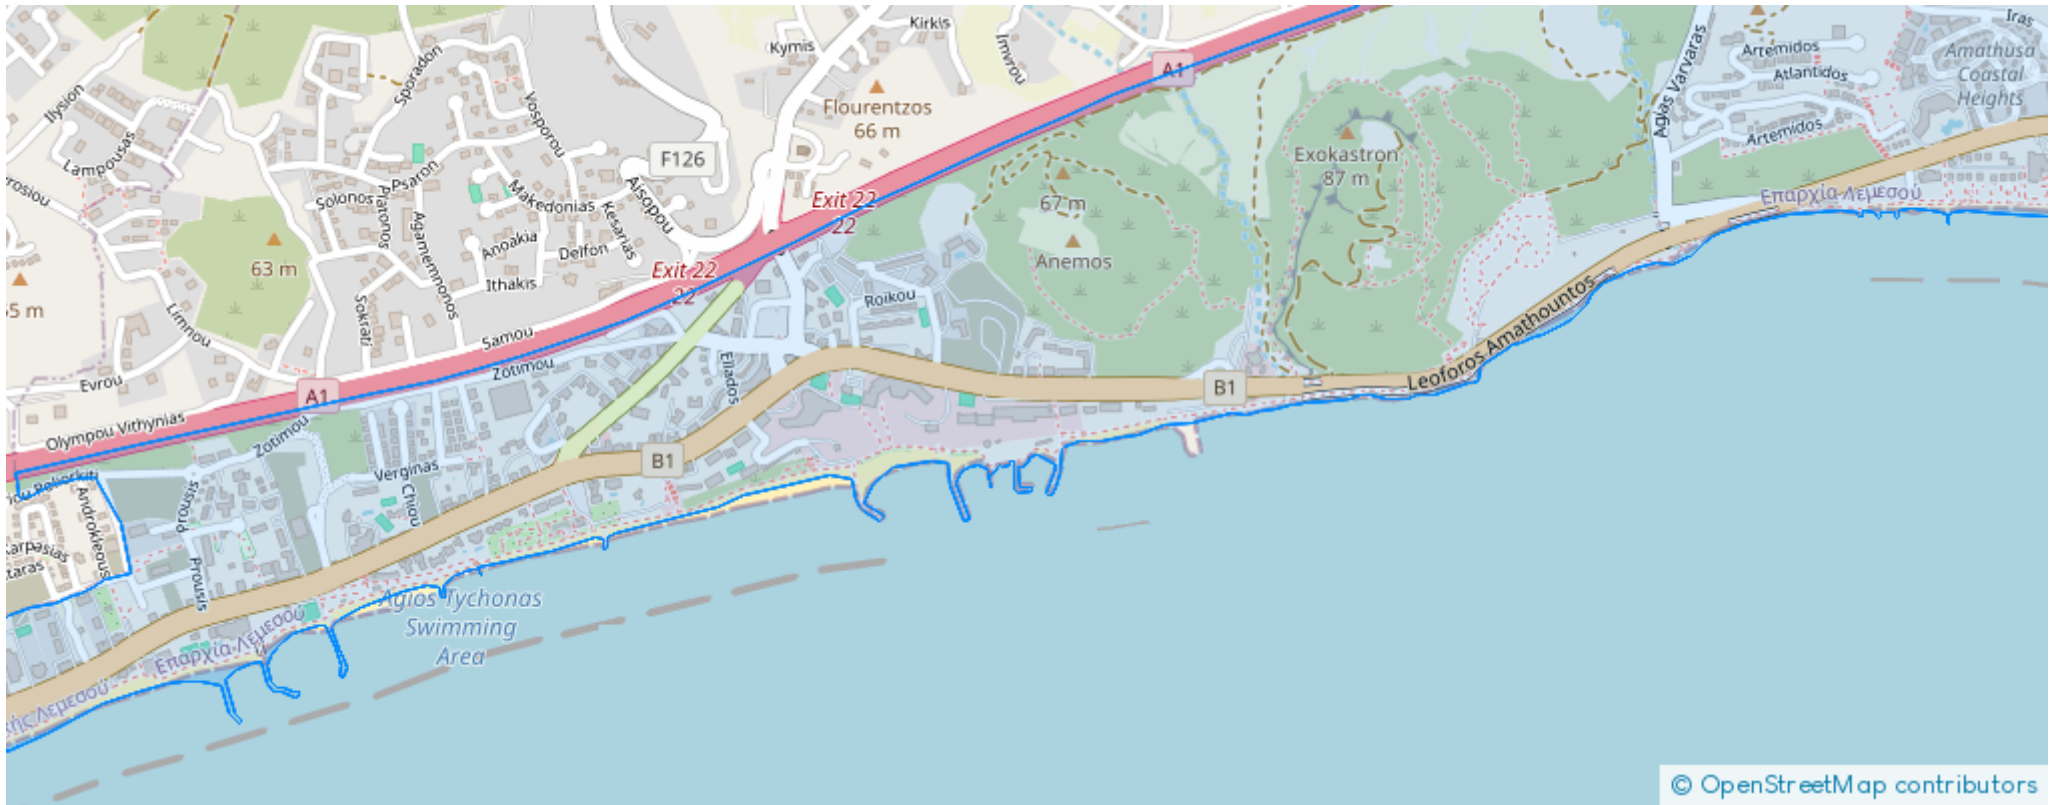 Kirkis
Iras
Kymis
Imvrou
A1
Artemidos
Amathusa
Coastal
Heights
Atlantidos
Sporadon
Ilysion
Vosporou
Flourentzos
66 m
Agias Varvaras
Artemidos
Lampousas
F126
Exokastron
87 m
Psaron
Solonos
Platonos
Makedonias
Aisopou
Kesarias
Exit 22
22
67 m
Επαρχία Λεμεσού
Agamemnonos
Anoakia
Delfon
Anemos
63 m
Exit 22
22
Ithakis
Sokrati
Limnou
Roikou
Samou
Zotimou
Leoforos Amathountos
Evrou
A1
Eliados
B1
Olympou Vithynias
Zotimou
B1
Verginas
Chiou
Prousis
Androkleous
Prousis
Agios Tychonas
Swimming
Area
Επαρχία Λεμεσού
© OpenStreetMap contributors